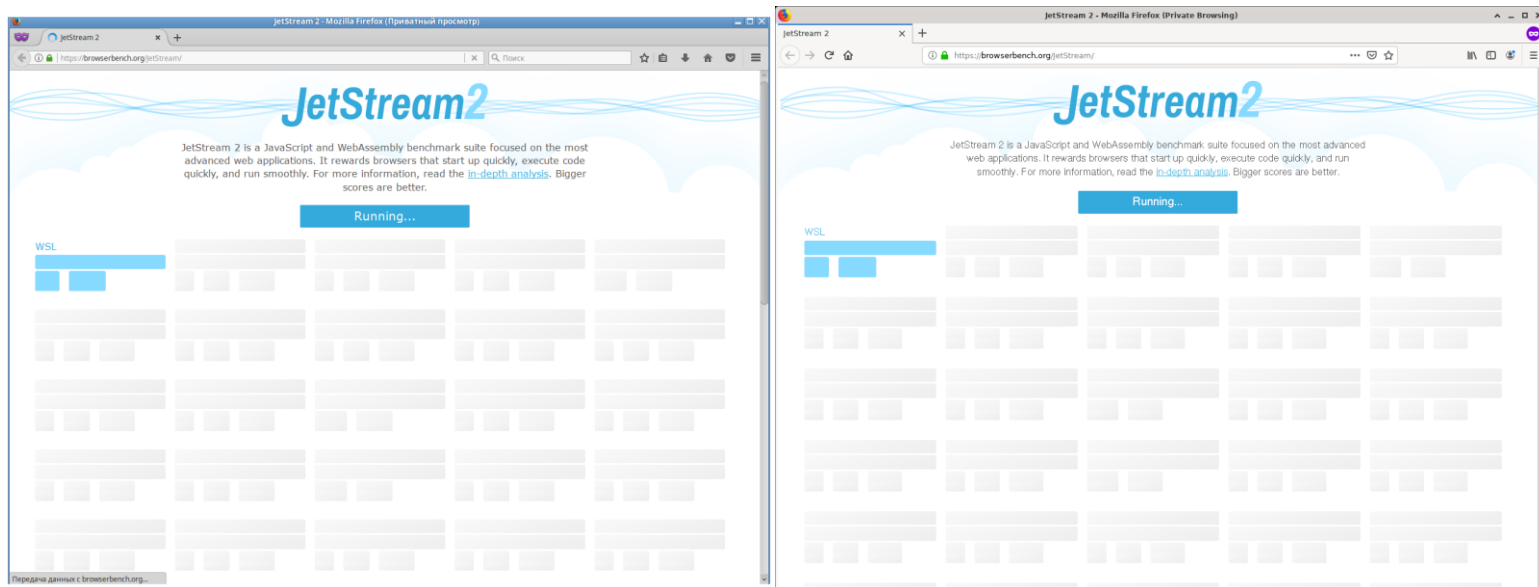 JetStream 2 - Mozilla Firefox (Приватный просмотр)
JetStream 2
https://browserbench.org/JetStream/
Поиск
JetStream2
JetStream 2 is a JavaScript and WebAssembly benchmark suite focused on the most
advanced web applications. It rewards browsers that start up quickly, execute code
quickly, and run smoothly. For more information, read the in-depth analysis. Bigger
scores are better.
Running...
WSL
Передача данных с browserbench.org...
JetStream 2 - Mozilla Firefox (Private Browsing)
JetStream 2
https://browserbench.org/JetStream/
JetStream2
JetStream 2 is a JavaScript and WebAssembly benchmark suite focused on the most advanced
web applications. It rewards browsers that start up quickly, execute code quickly, and run
smoothly. For more information, read the in-depth analysis. Bigger scores are better.
Running...
WSL